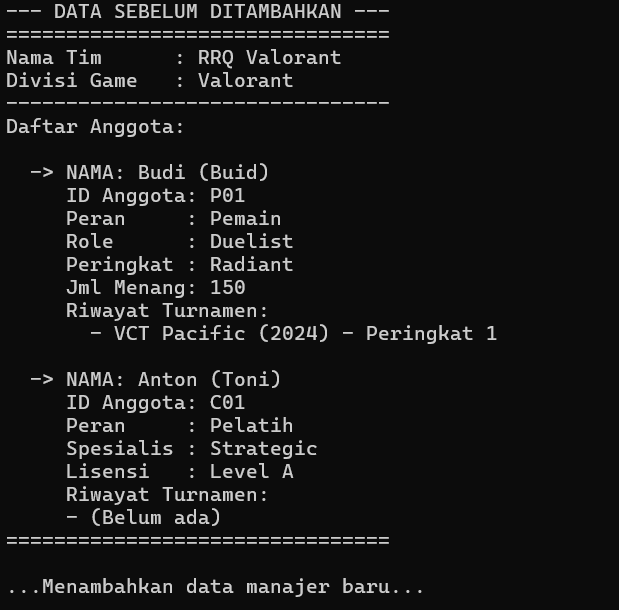 --- DATA SEBELUM DITAMBAHKAN ---
================================
Nama Tim      : RRQ Valorant
Divisi Game   : Valorant
--------------------------------
Daftar Anggota:

  -> NAMA: Budi (Buid)
     ID Anggota: P01
     Peran     : Pemain
     Role      : Duelist
     Peringkat : Radiant
     Jml Menang: 150
     Riwayat Turnamen:
       - VCT Pacific (2024) - Peringkat 1

  -> NAMA: Anton (Toni)
     ID Anggota: C01
     Peran     : Pelatih
     Spesialis : Strategic
     Lisensi   : Level A
     Riwayat Turnamen:
     - (Belum ada)
================================

...Menambahkan data manajer baru...